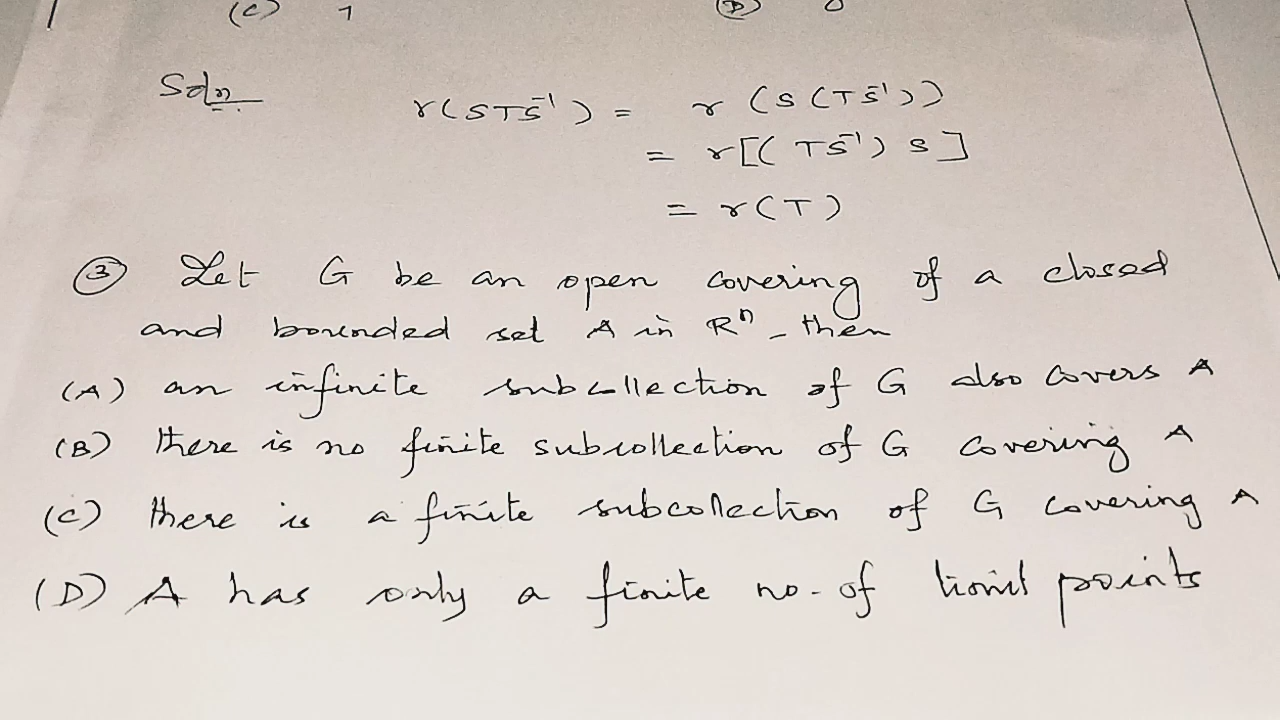 (C) 1 (D) 0
Soln r(STS⁻¹) = r (S(TS⁻¹))
= r[(TS⁻¹) S]
= r(T)
③ Let G be an open covering of a closed
and bounded set A in Rⁿ, then
(A) an infinite subcollection of G also covers A
(B) there is no finite subcollection of G covering A
(C) there is a finite subcollection of G covering A
(D) A has only a finite no. of limit points